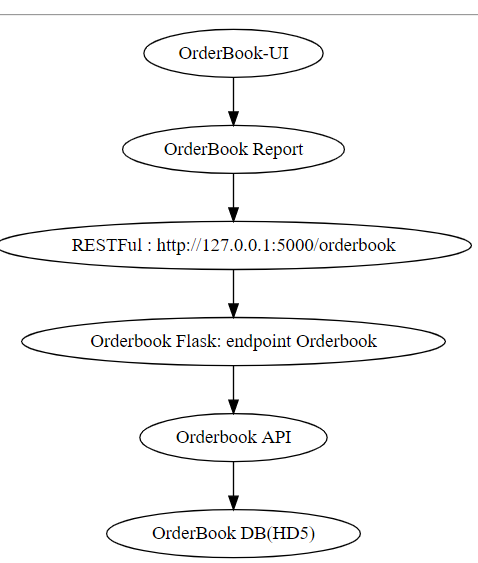 OrderBook-UI
OrderBook Report
RESTFul : http://127.0.0.1:5000/orderbook
Orderbook Flask: endpoint Orderbook
Orderbook API
OrderBook DB(HD5)